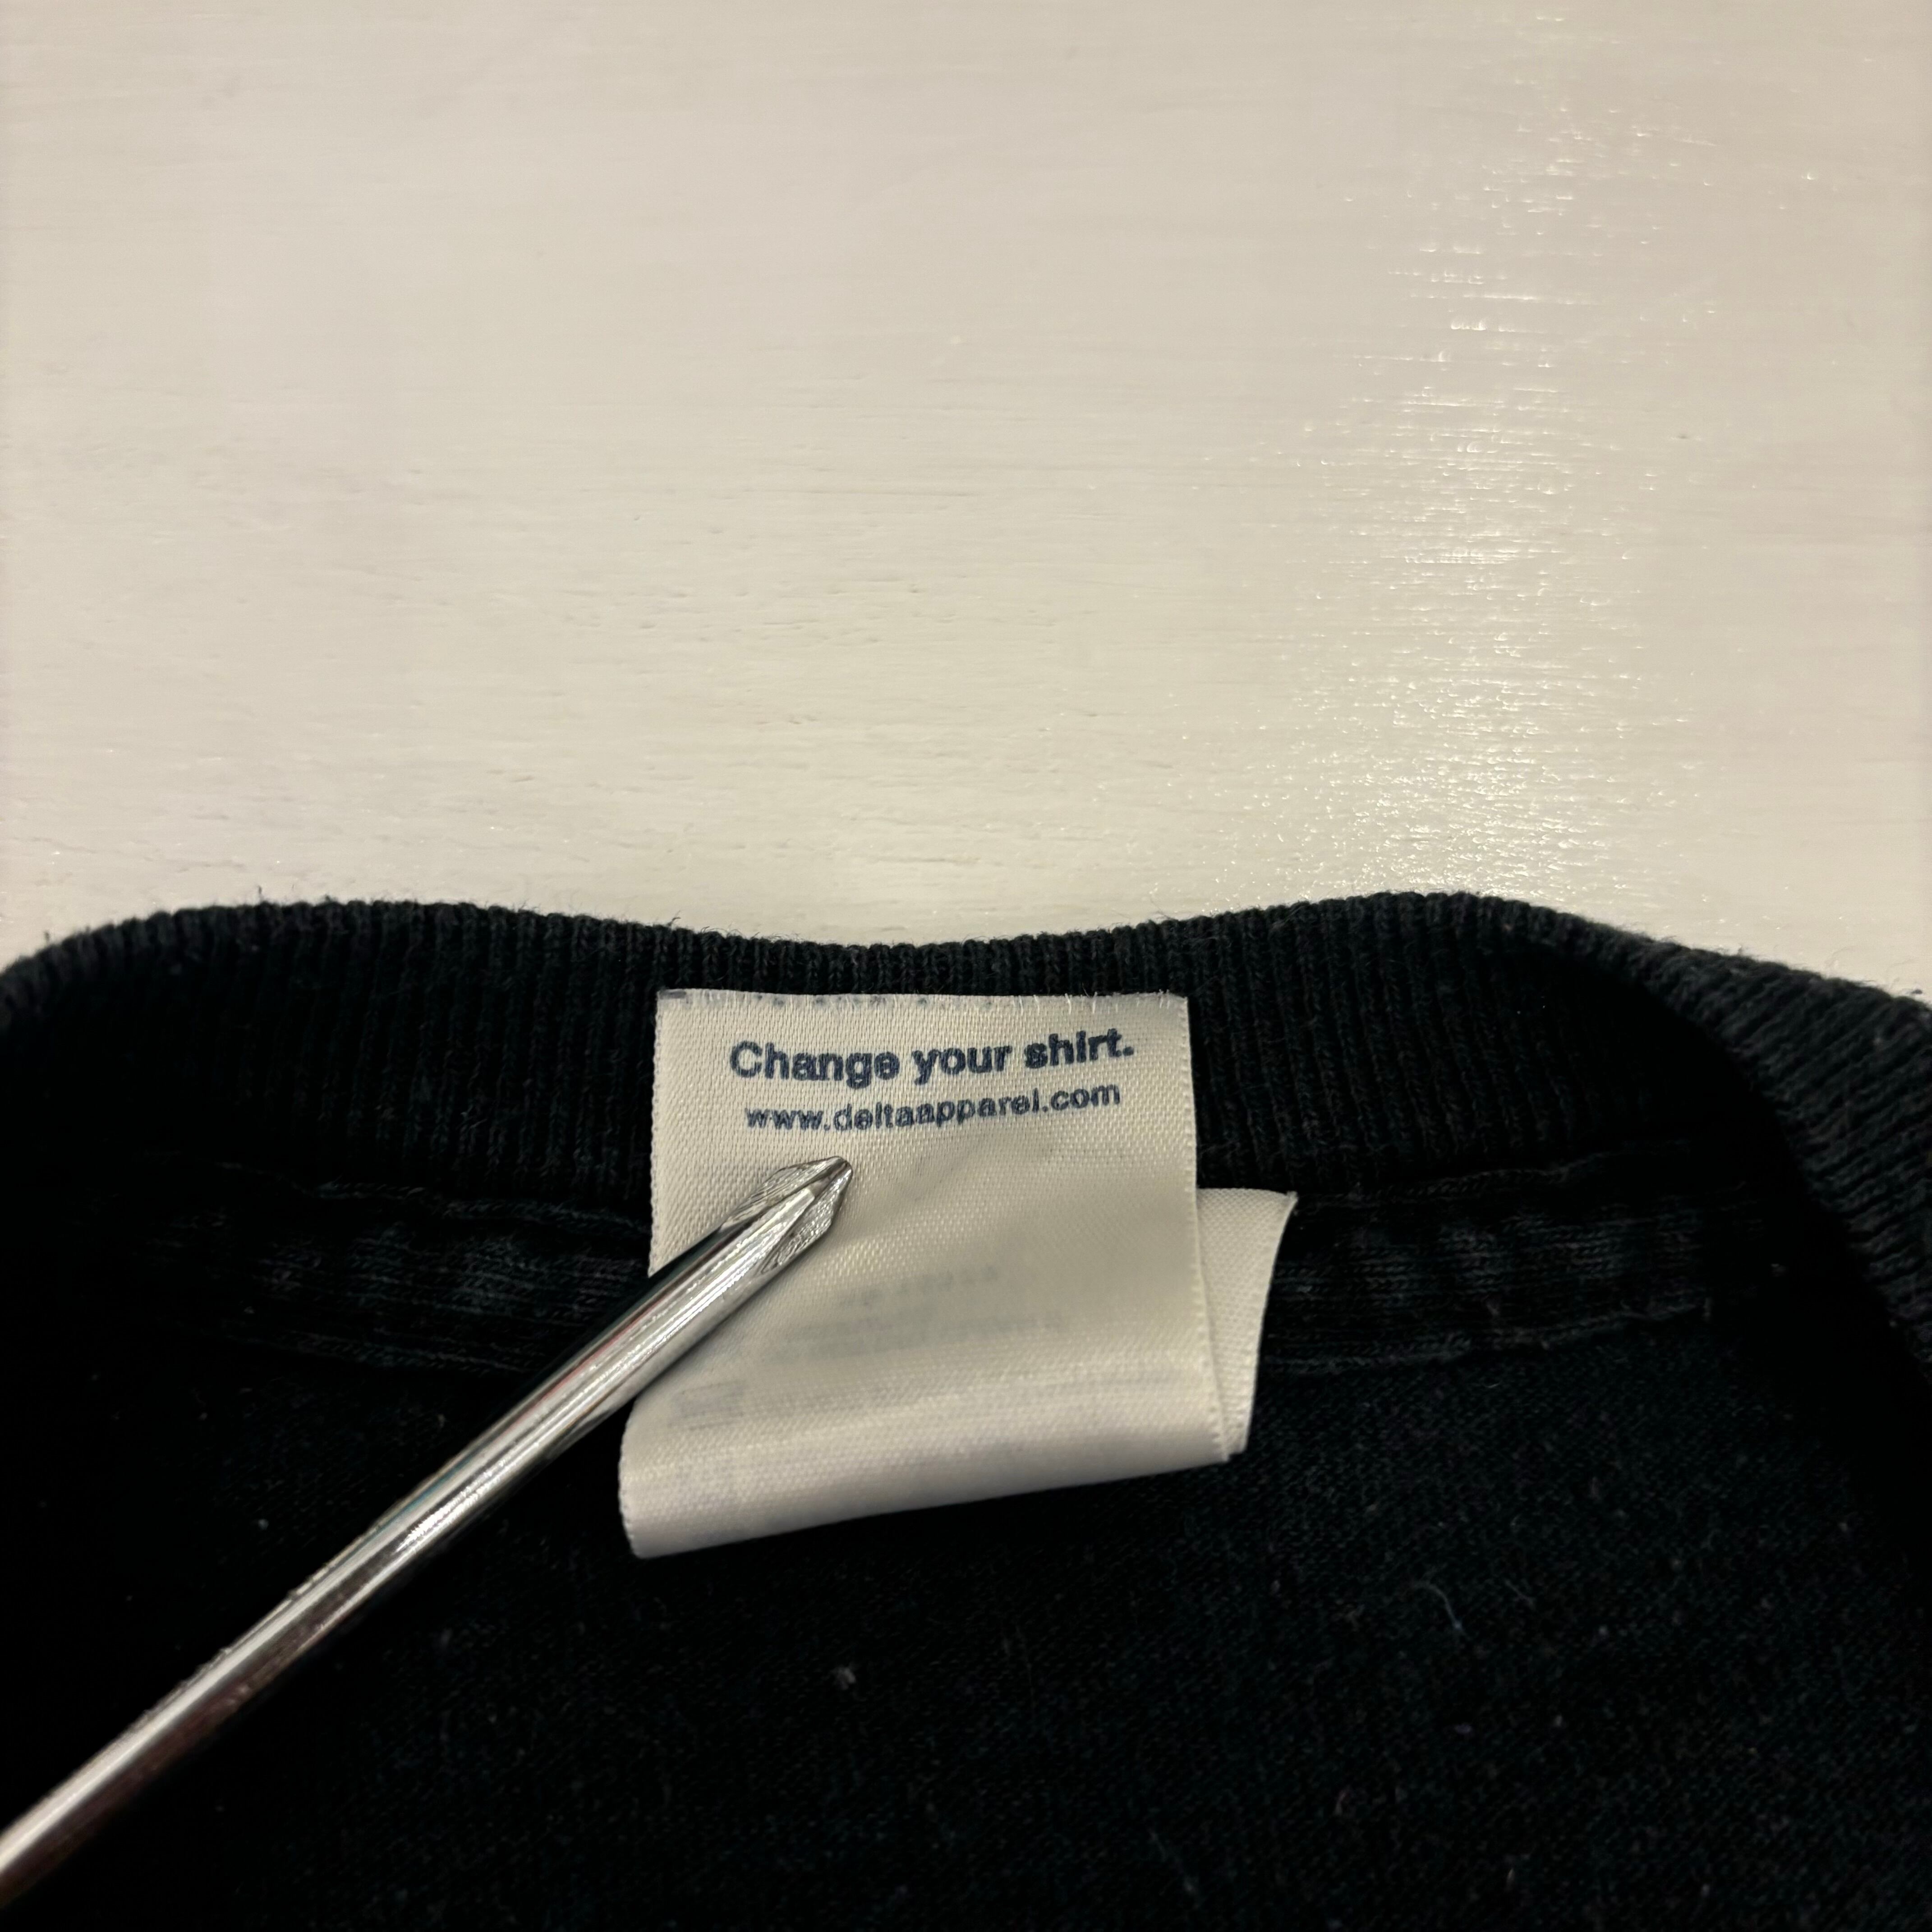 Change your shirt.
www.deltaapparel.com